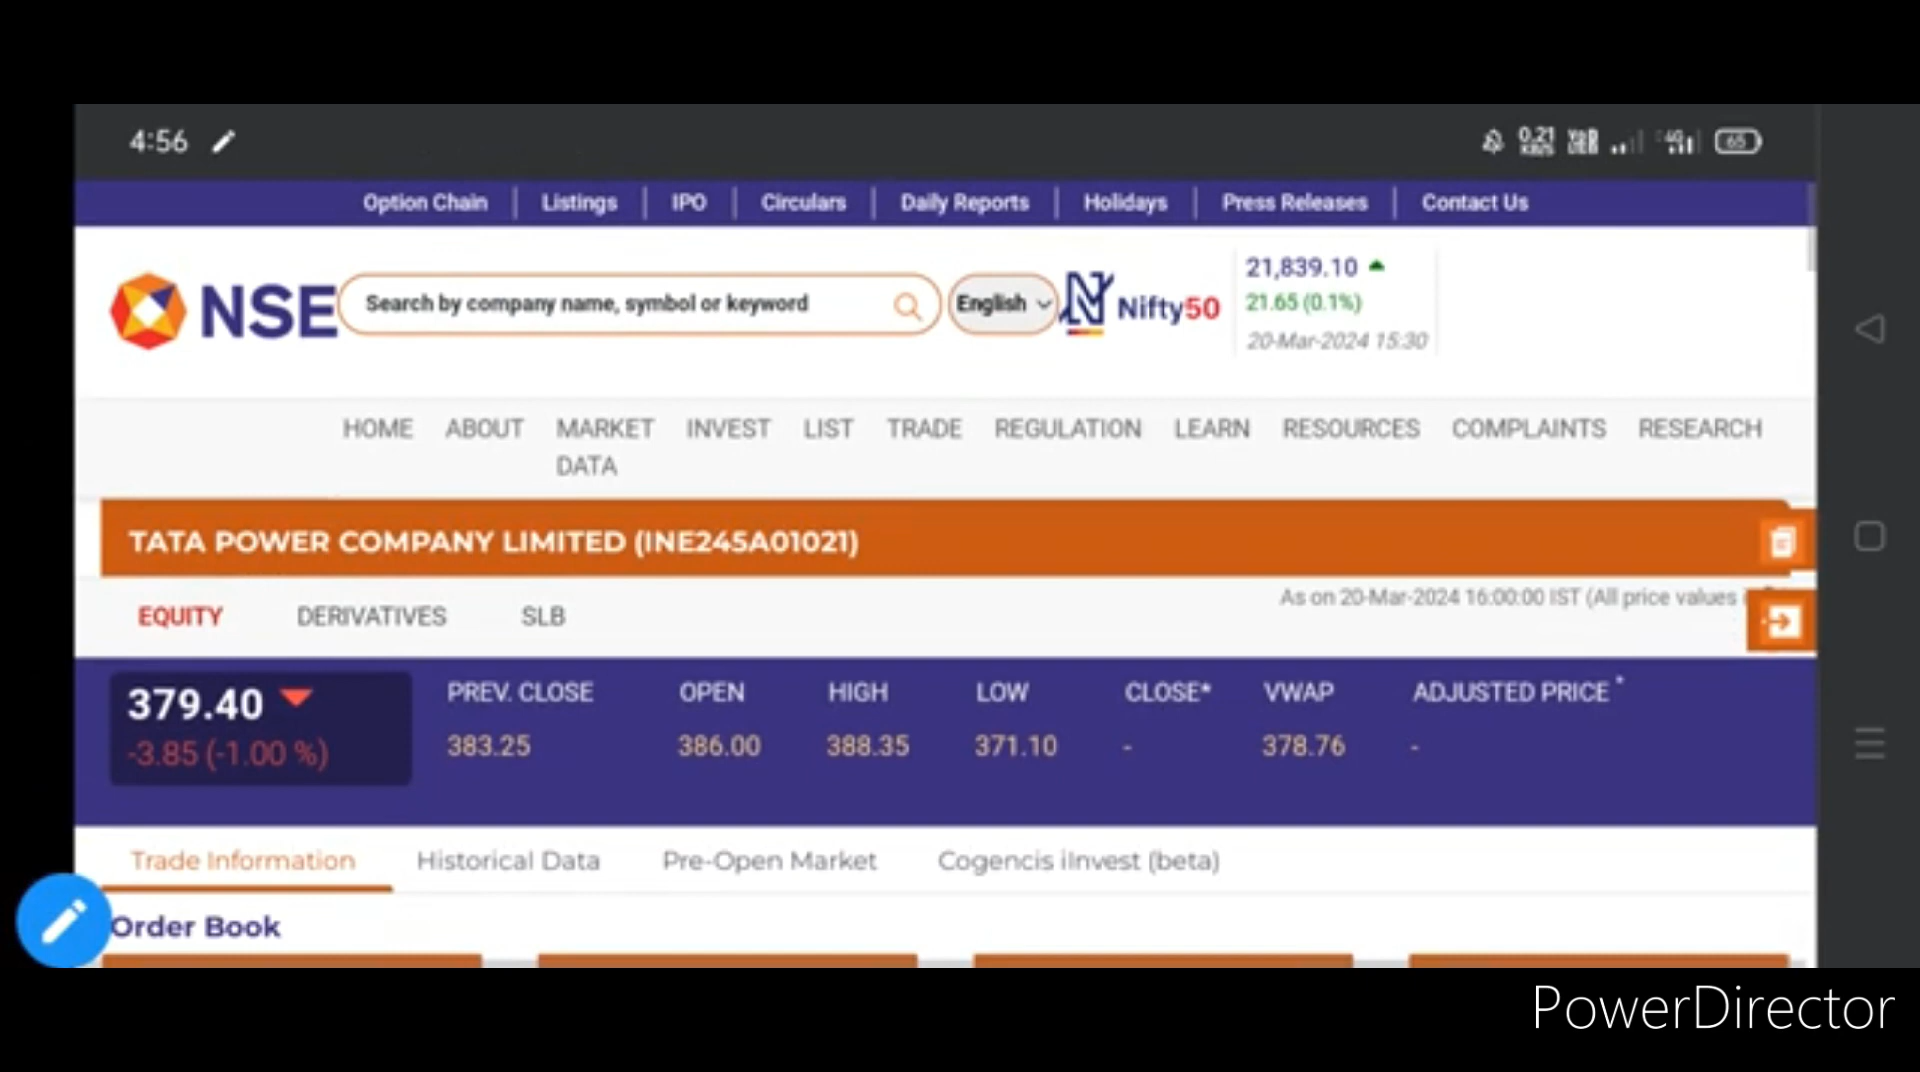 4:56
0.21 KB/S 4G 65
Option Chain Listings IPO Circulars Daily Reports Holidays Press Releases Contact Us
NSE
Search by company name, symbol or keyword
English
Nifty50
21,839.10
21.65 (0.1%)
20-Mar-2024 15:30
HOME ABOUT MARKET DATA INVEST LIST TRADE REGULATION LEARN RESOURCES COMPLAINTS RESEARCH
TATA POWER COMPANY LIMITED (INE245A01021)
As on 20-Mar-2024 16:00:00 IST (All price values
EQUITY DERIVATIVES SLB
379.40
-3.85 (-1.00 %)
PREV. CLOSE OPEN HIGH LOW CLOSE* VWAP ADJUSTED PRICE*
383.25 386.00 388.35 371.10 - 378.76 -
Trade Information Historical Data Pre-Open Market Cogencis iInvest (beta)
Order Book
PowerDirector